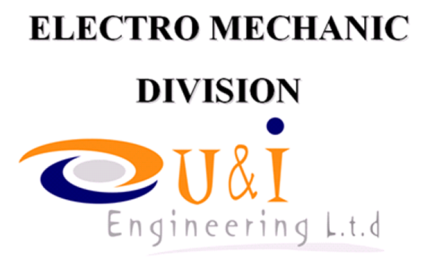 ELECTRO MECHANIC
DIVISION
U&i
Engineering L.t.d